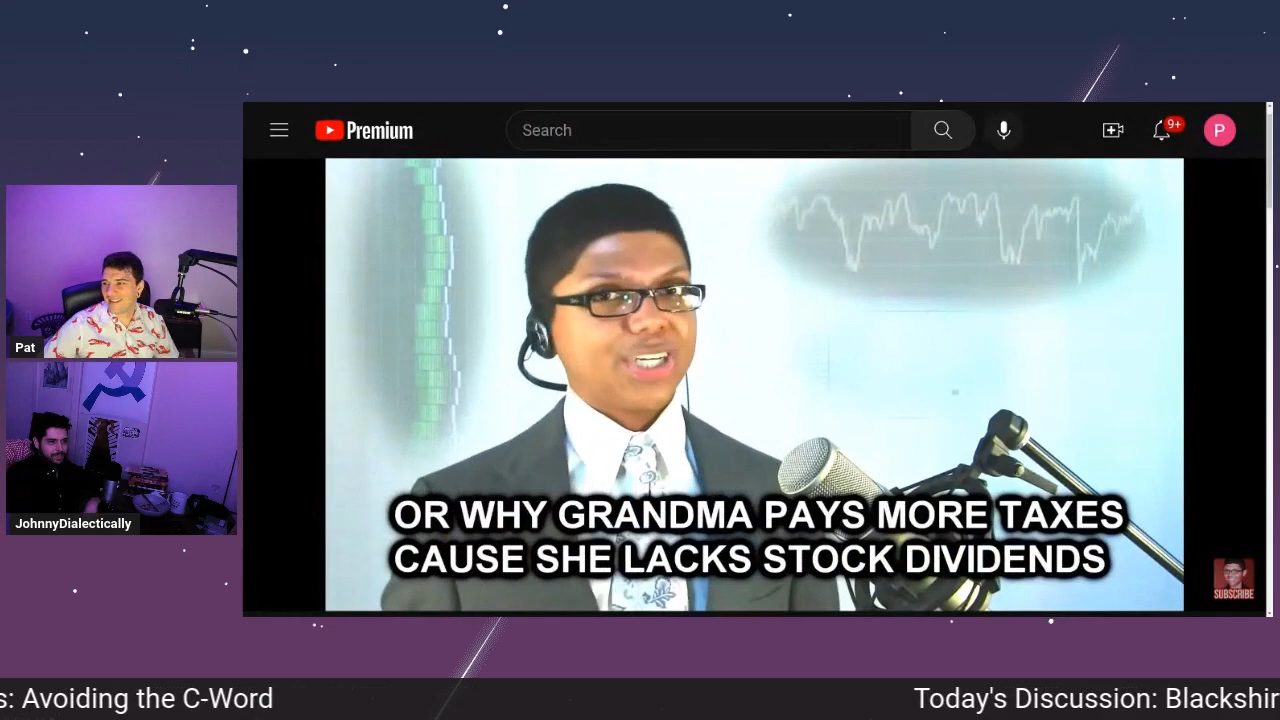 Premium
Search
9+
P
Pat
JohnnyDialectically
OR WHY GRANDMA PAYS MORE TAXES
CAUSE SHE LACKS STOCK DIVIDENDS
SUBSCRIBE
s: Avoiding the C-Word
Today's Discussion: Blackshir